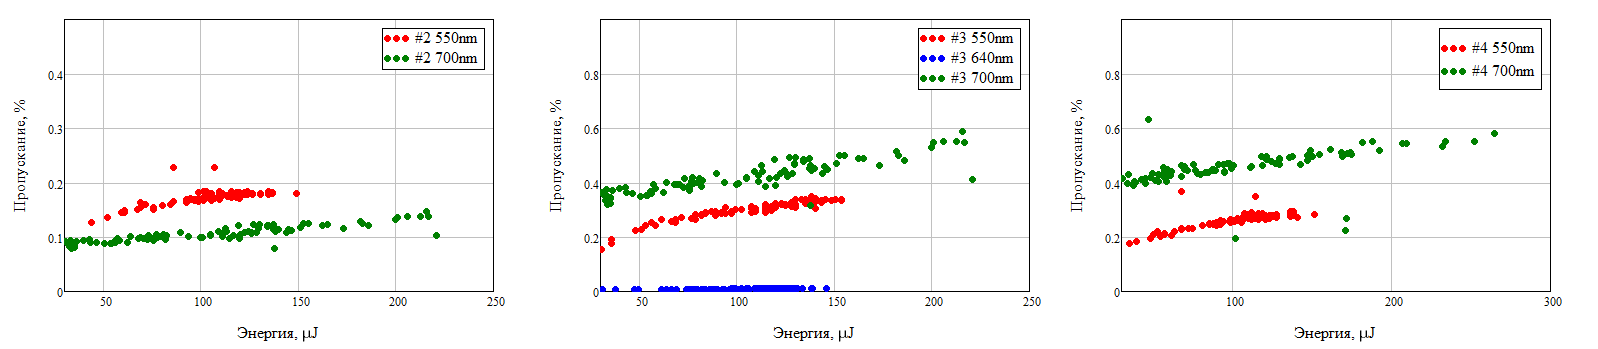 Пропускание, %
0.4
0.3
0.2
0.1
0
50
100
150
200
250
Энергия, μJ
#2 550nm
#2 700nm
Пропускание, %
0.8
0.6
0.4
0.2
0
50
100
150
200
250
Энергия, μJ
#3 550nm
#3 640nm
#3 700nm
Пропускание, %
0.8
0.6
0.4
0.2
0
100
200
300
Энергия, μJ
#4 550nm
#4 700nm